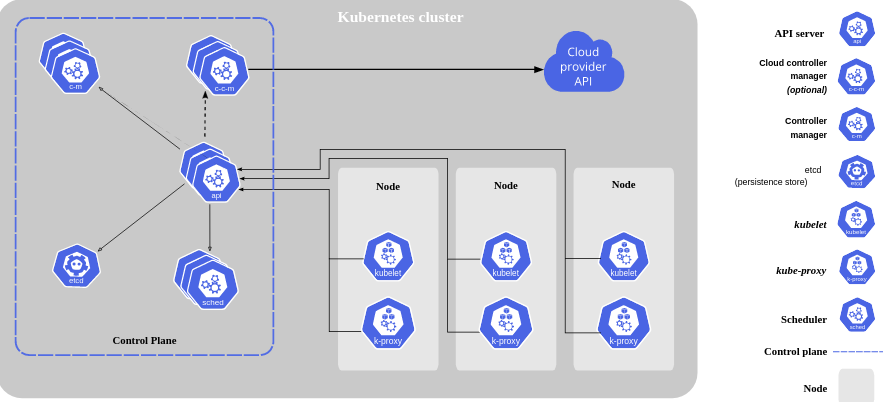 Kubernetes cluster
c-m
c-c-m
Cloud
provider
API
api
etcd
sched
Control Plane
Node
kubelet
k-proxy
Node
kubelet
k-proxy
Node
kubelet
k-proxy
API server
api
Cloud controller
manager
(optional)
c-c-m
Controller
manager
c-m
etcd
(persistence store)
etcd
kubelet
kubelet
kube-proxy
k-proxy
Scheduler
sched
Control plane
Node